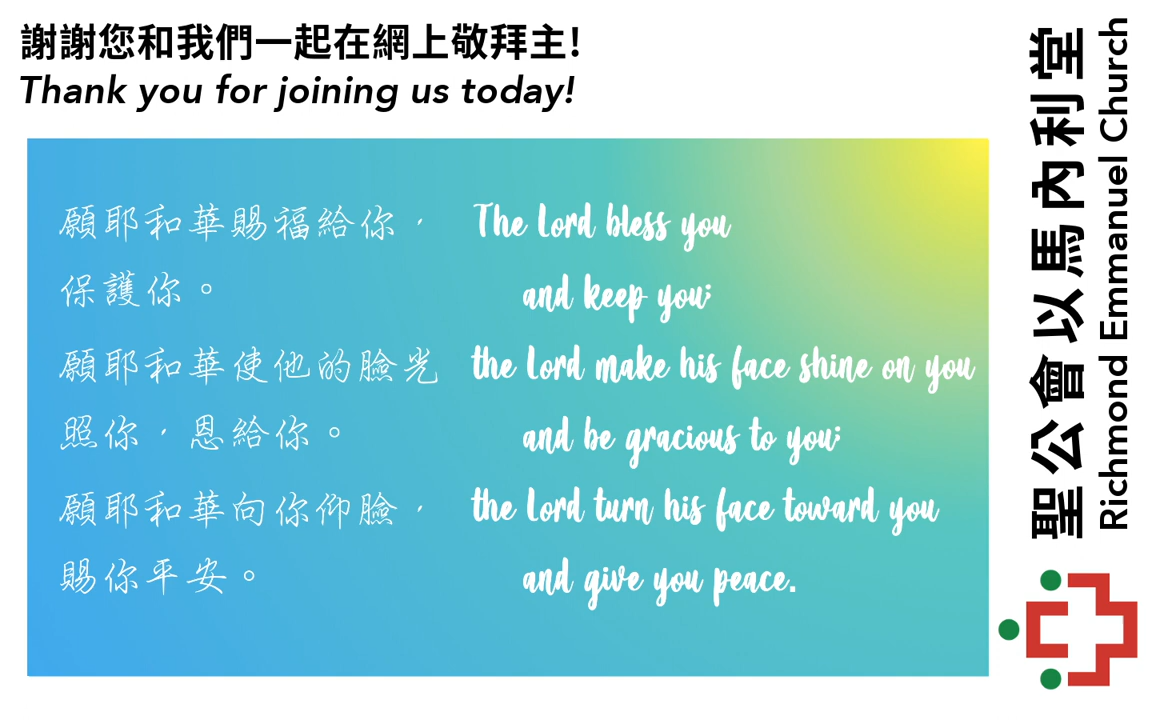 謝謝您和我們一起在網上敬拜主!
Thank you for joining us today!
願耶和華賜福給你，
保護你。
願耶和華使他的臉光
照你，恩給你。
願耶和華向你仰臉，
賜你平安。
The Lord bless you
and keep you;
the Lord make his face shine on you
and be gracious to you;
the Lord turn his face toward you
and give you peace.
聖公會以馬內利堂
Richmond Emmanuel Church